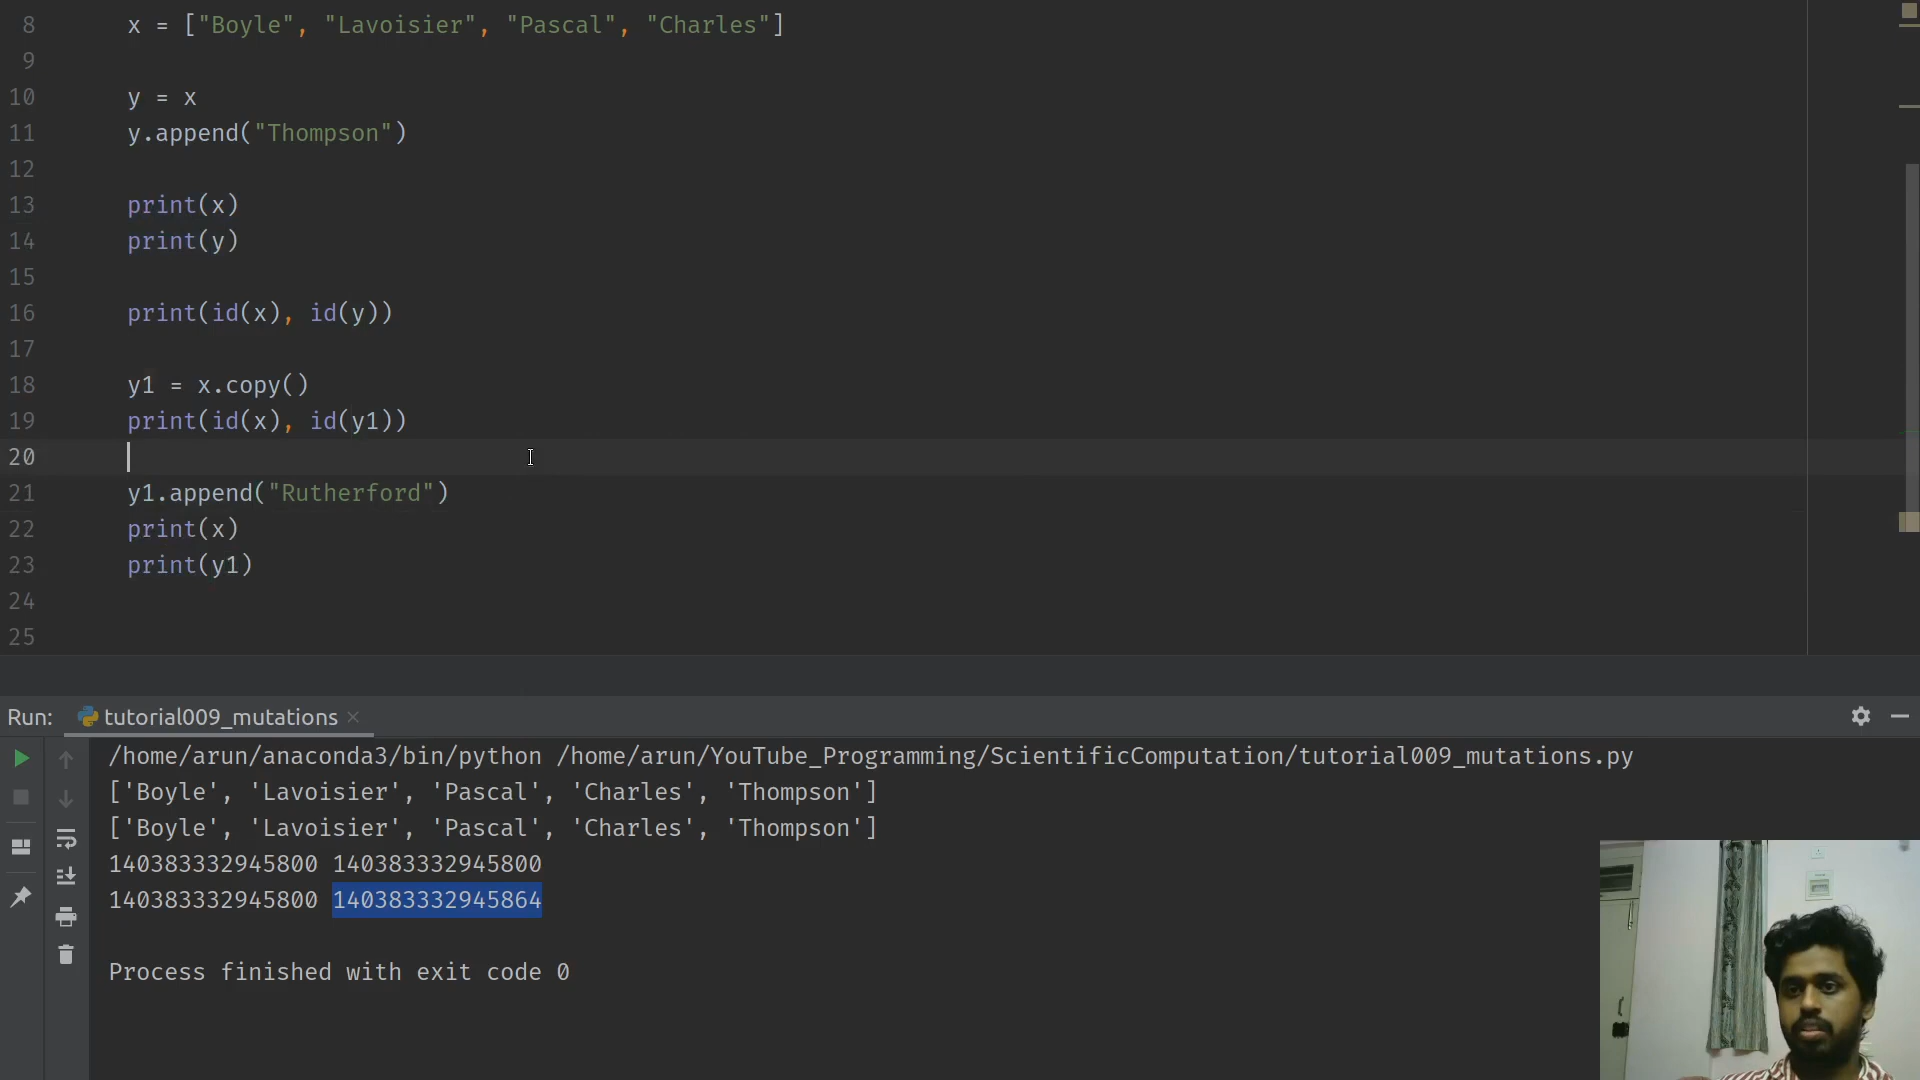 8 x = ["Boyle", "Lavoisier", "Pascal", "Charles"]
9
10 y = x
11 y.append("Thompson")
12
13 print(x)
14 print(y)
15
16 print(id(x), id(y))
17
18 y1 = x.copy()
19 print(id(x), id(y1))
20
21 y1.append("Rutherford")
22 print(x)
23 print(y1)
24
25
Run: tutorial009_mutations
/home/arun/anaconda3/bin/python /home/arun/YouTube_Programming/ScientificComputation/tutorial009_mutations.py
['Boyle', 'Lavoisier', 'Pascal', 'Charles', 'Thompson']
['Boyle', 'Lavoisier', 'Pascal', 'Charles', 'Thompson']
140383332945800 140383332945800
140383332945800 140383332945864
Process finished with exit code 0